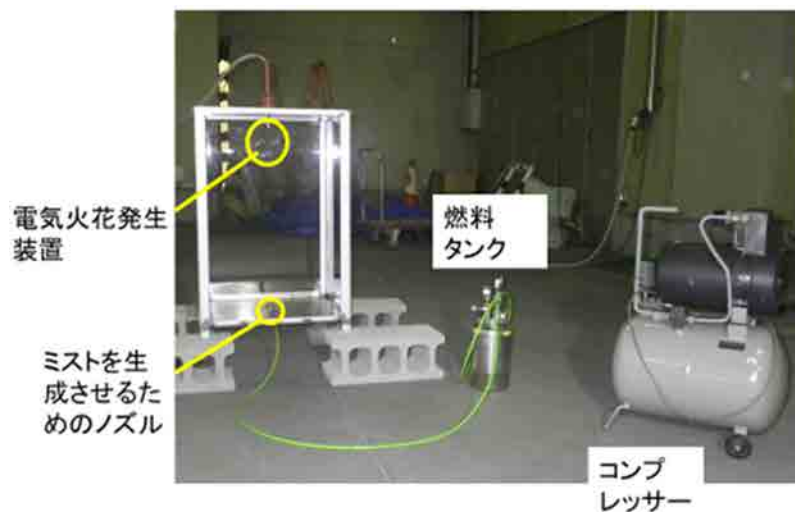 電気火花発生
装置
燃料
タンク
ミストを生
成させるた
めのノズル
コンプ
レッサー